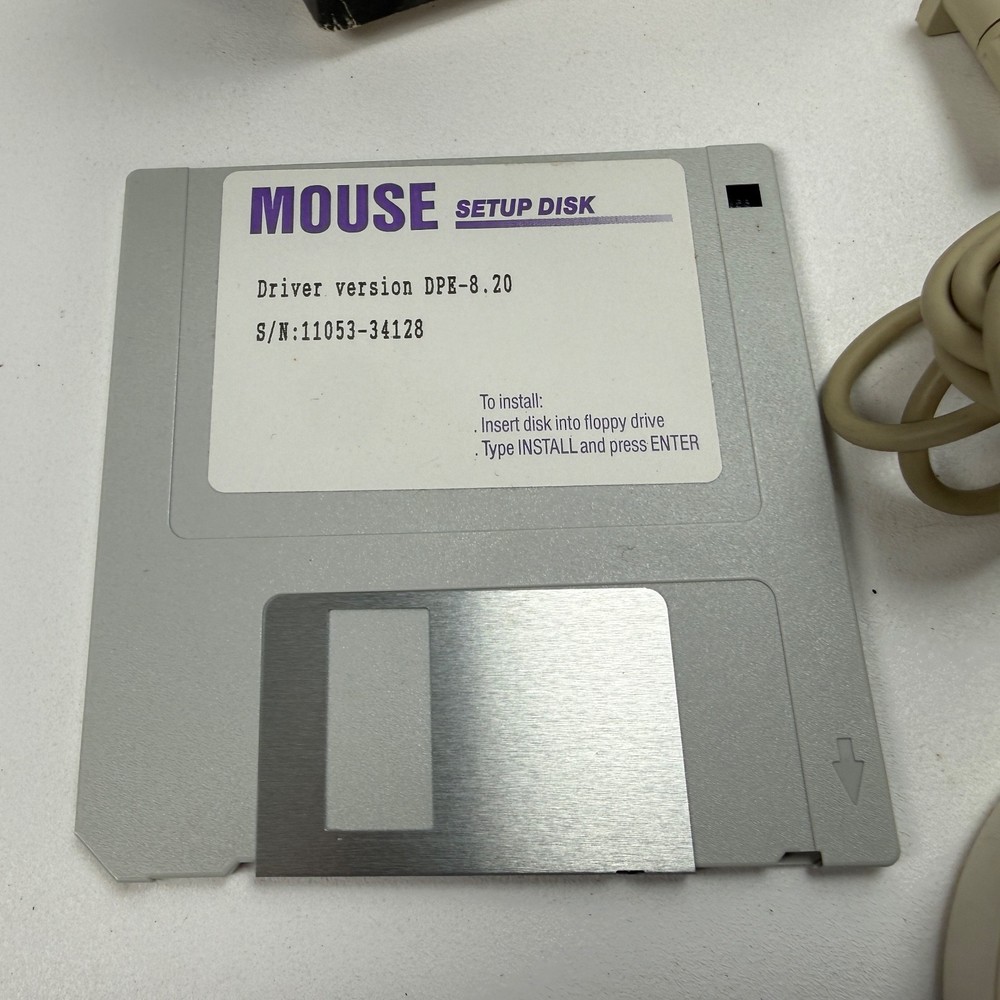 MOUSE SETUP DISK
Driver version DPE-8.20
S/N:11053-34128
To install:
. Insert disk into floppy drive
. Type INSTALL and press ENTER